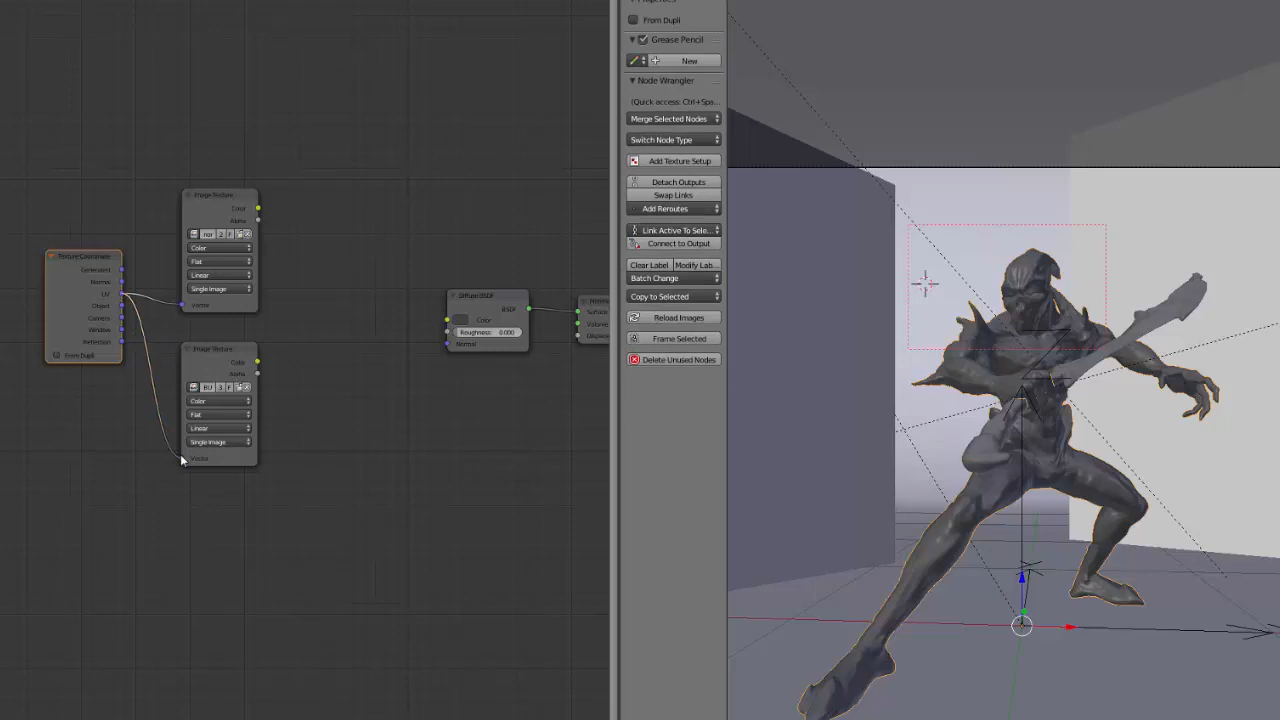 Texture Coordinate
Generated
Normal
UV
Object
Camera
Window
Reflection
From Dupli
Image Texture
Color
Alpha
nor 2 F
Color
Flat
Linear
Single Image
Vector
Image Texture
Color
Alpha
BU 3 F
Color
Flat
Linear
Single Image
Vector
Diffuse BSDF
BSDF
Color
Roughness: 0.000
Normal
Surface
Volume
From Dupli
Grease Pencil
New
Node Wrangler
(Quick access: Ctrl+Spa...
Merge Selected Nodes
Switch Node Type
Add Texture Setup
Detach Outputs
Swap Links
Add Reroutes
Link Active To Sele...
Connect to Output
Clear Label Modify Lab...
Batch Change
Copy to Selected
Reload Images
Frame Selected
Delete Unused Nodes